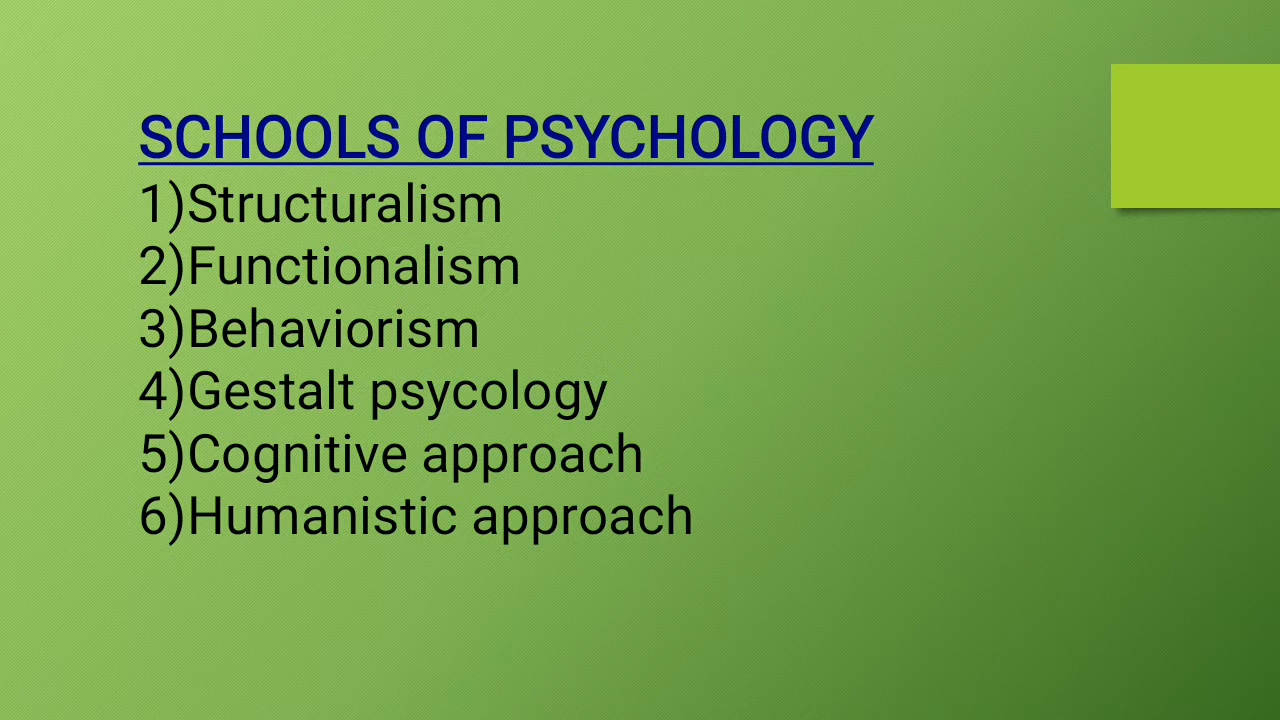 SCHOOLS OF PSYCHOLOGY
1)Structuralism
2)Functionalism
3)Behaviorism
4)Gestalt psycology
5)Cognitive approach
6)Humanistic approach